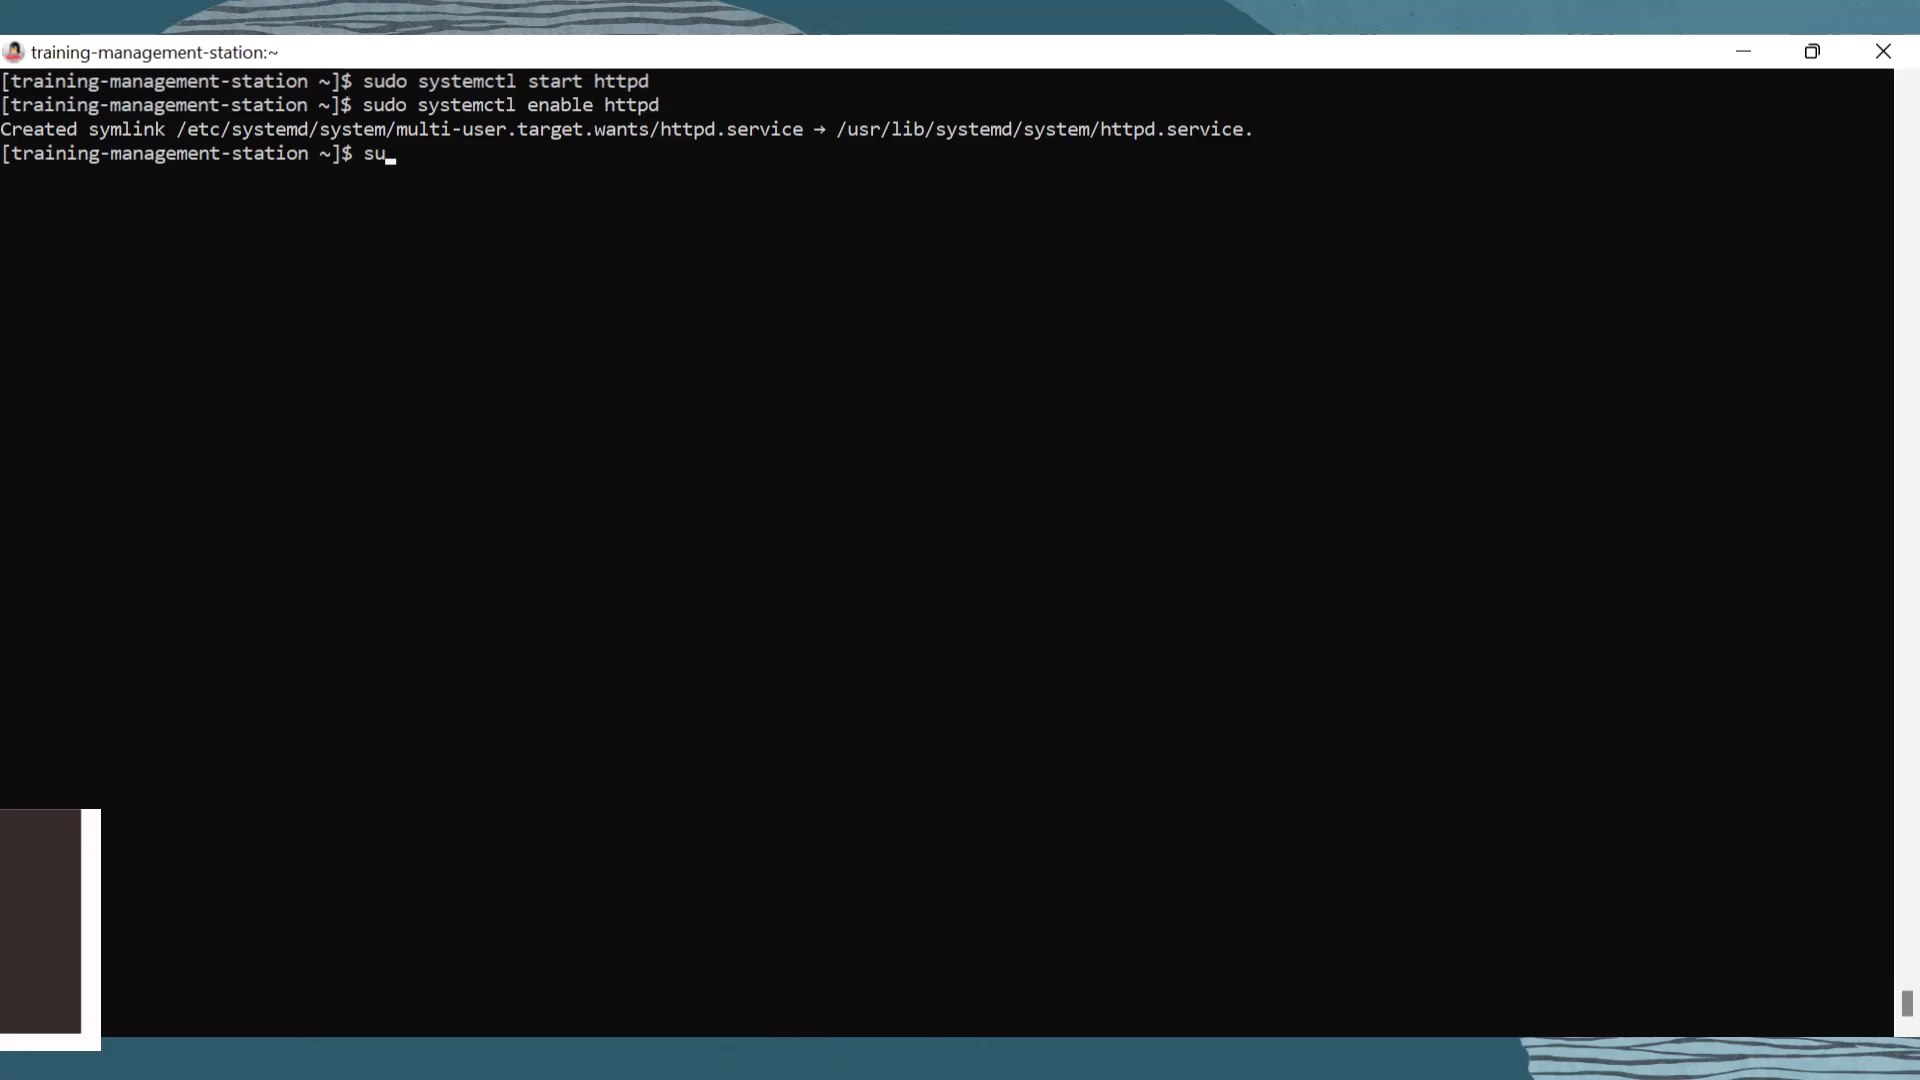 training-management-station:~
[training-management-station ~]$ sudo systemctl start httpd
[training-management-station ~]$ sudo systemctl enable httpd
Created symlink /etc/systemd/system/multi-user.target.wants/httpd.service → /usr/lib/systemd/system/httpd.service.
[training-management-station ~]$ su_